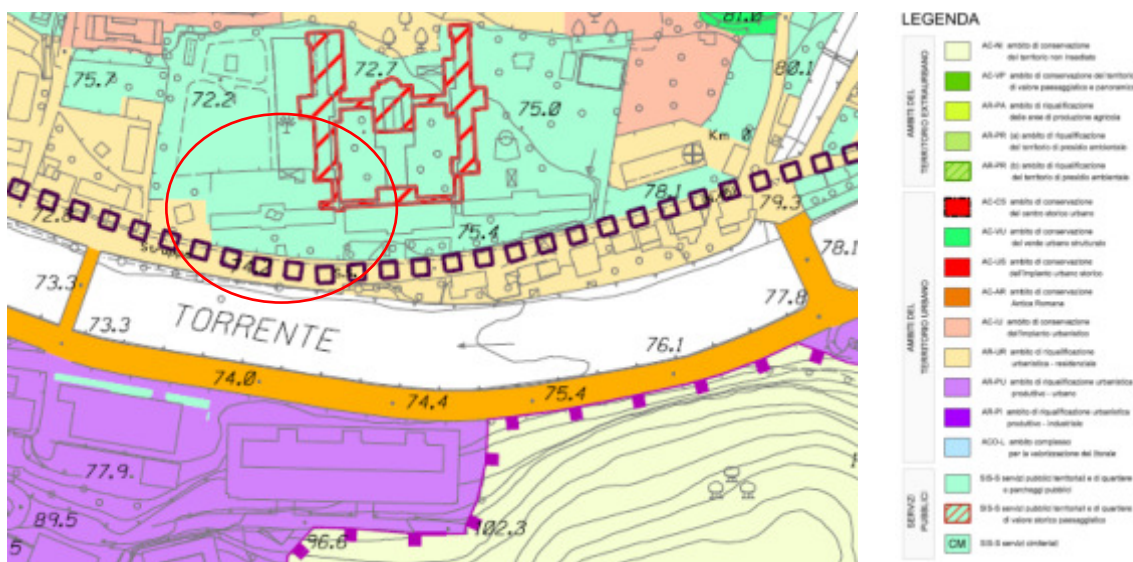 75.7
72.2
72.7
75.0
81.0
80.1
Km 0
78.1
79.3
75.4
78.1
77.8
76.1
73.3
73.3
TORRENTE
74.0
74.4
75.4
77.9
89.5
5
96.6
102.3
LEGENDA
AMBITI DEL
TERRITORIO EXTRAURBANO
AC-NI ambito di conservazione
del territorio non insediato
AC-VP ambito di conservazione del territorio
di valore paesaggistico e panoramico
AR-PA ambito di riqualificazione
delle aree di produzione agricola
AR-PR (a) ambito di riqualificazione
del territorio di presidio ambientale
AR-PR (b) ambito di riqualificazione
del territorio di presidio ambientale
AMBITI DEL
TERRITORIO URBANO
AC-CS ambito di conservazione
del centro storico urbano
AC-VU ambito di conservazione
del verde urbano strutturato
AC-US ambito di conservazione
dell'impianto urbano storico
AC-AR ambito di conservazione
Antica Romana
AC-IU ambito di conservazione
dell'impianto urbanistico
AR-UR ambito di riqualificazione
urbanistica - residenziale
AR-PU ambito di riqualificazione urbanistica
produttivo - urbano
AR-PI ambito di riqualificazione urbanistica
produttivo - industriale
ACO-L ambito complesso
per la valorizzazione del litorale
SERVIZI
PUBBLICI
SIS-S servizi pubblici territoriali e di quartiere
e parcheggi pubblici
SIS-S servizi pubblici territoriali e di quartiere
di valore storico paesaggistico
CM
SIS-S servizi cimiteriali